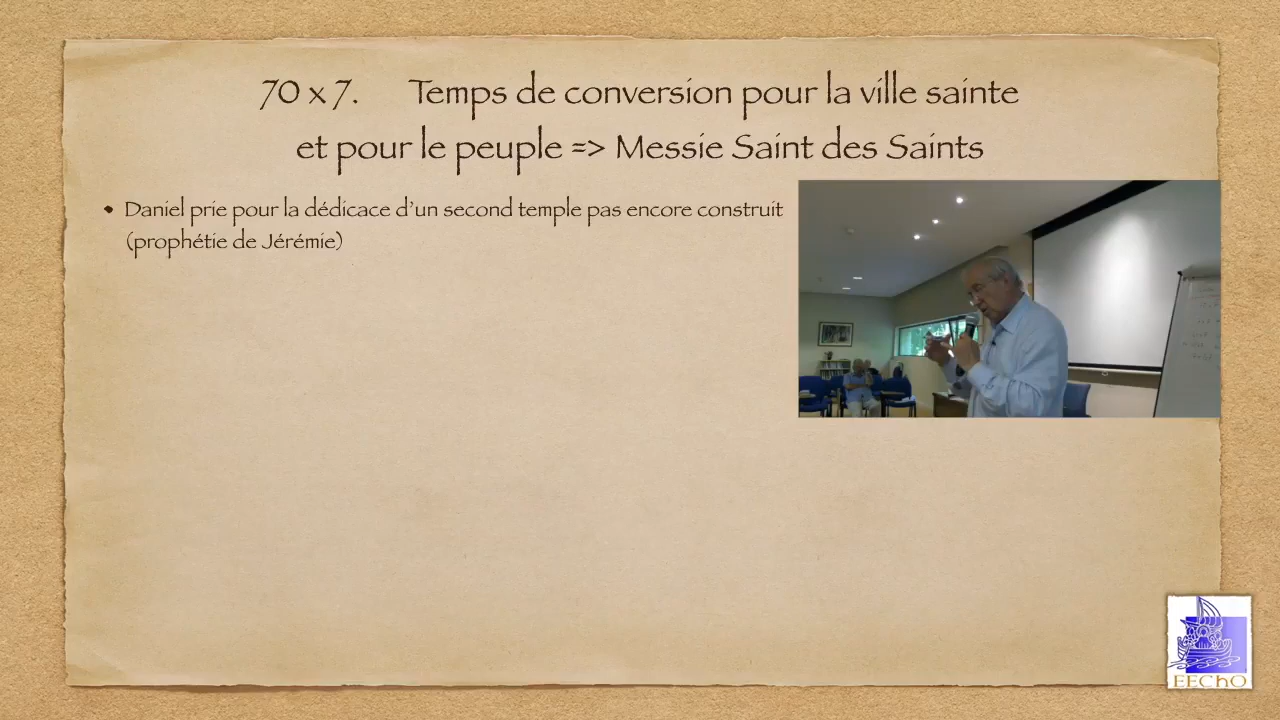 70 x 7. Temps de conversion pour la ville sainte
et pour le peuple => Messie Saint des Saints
• Daniel prie pour la dédicace d'un second temple pas encore construit
(prophétie de Jérémie)
EEChO